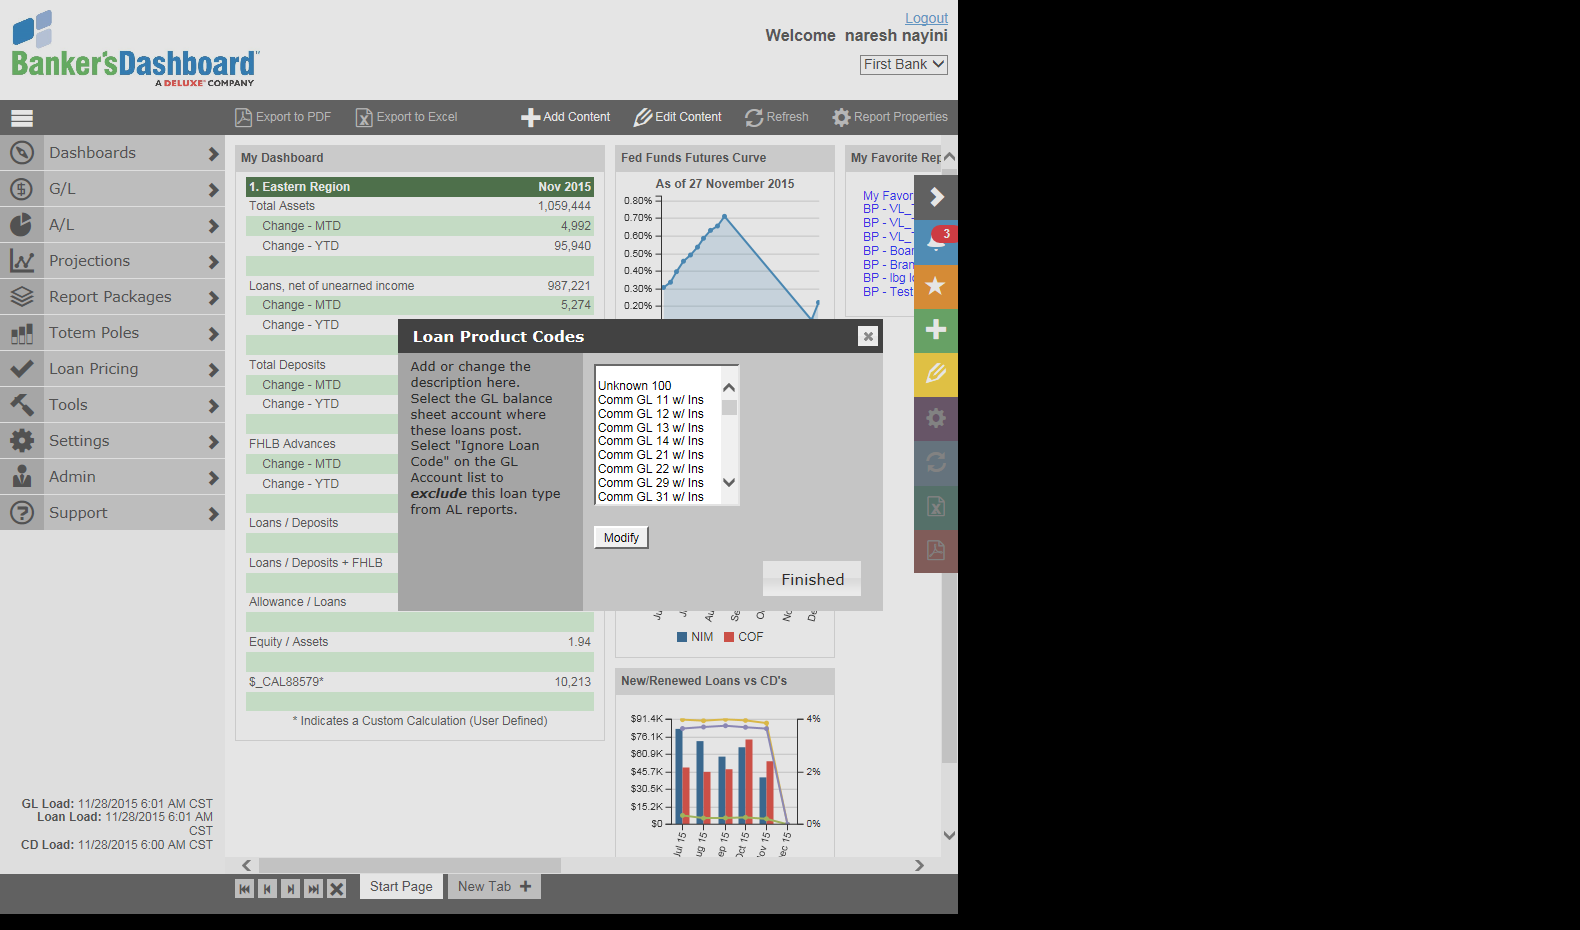 Logout
Welcome naresh nayini
First Bank
Banker'sDashboard
A DELUXE COMPANY
Export to PDF
Export to Excel
Add Content
Edit Content
Refresh
Report Properties
Dashboards
G/L
A/L
Projections
Report Packages
Totem Poles
Loan Pricing
Tools
Settings
Admin
Support
GL Load: 11/28/2015 6:01 AM CST
Loan Load: 11/28/2015 6:01 AM
CST
CD Load: 11/28/2015 6:00 AM CST
My Dashboard
1. Eastern Region Nov 2015
Total Assets 1,059,444
Change - MTD 4,992
Change - YTD 95,940
Loans, net of unearned income 987,221
Change - MTD 5,274
Change - YTD
Total Deposits
Change - MTD
Change - YTD
FHLB Advances
Change - MTD
Change - YTD
Loans / Deposits
Loans / Deposits + FHLB
Allowance / Loans
Equity / Assets 1.94
$_CAL88579* 10,213
* Indicates a Custom Calculation (User Defined)
Fed Funds Futures Curve
As of 27 November 2015
0.80%
0.70%
0.60%
0.50%
0.40%
0.30%
0.20%
My Favorite Rep
My Favor
BP - VL_T
BP - VL_T
BP - VL_T
BP - Boar
BP - Bran
BP - lbg lo
BP - Test
3
Loan Product Codes
Add or change the
description here.
Select the GL balance
sheet account where
these loans post.
Select "Ignore Loan
Code" on the GL
Account list to
exclude this loan type
from AL reports.
Unknown 100
Comm GL 11 w/ Ins
Comm GL 12 w/ Ins
Comm GL 13 w/ Ins
Comm GL 14 w/ Ins
Comm GL 21 w/ Ins
Comm GL 22 w/ Ins
Comm GL 29 w/ Ins
Comm GL 31 w/ Ins
Modify
Finished
NIM COF
New/Renewed Loans vs CD's
$91.4K
$76.1K
$60.9K
$45.7K
$30.5K
$15.2K
$0
4%
2%
0%
Jul 15
ug 15
ep 15
Oct 15
ov 15
ec 15
Start Page
New Tab